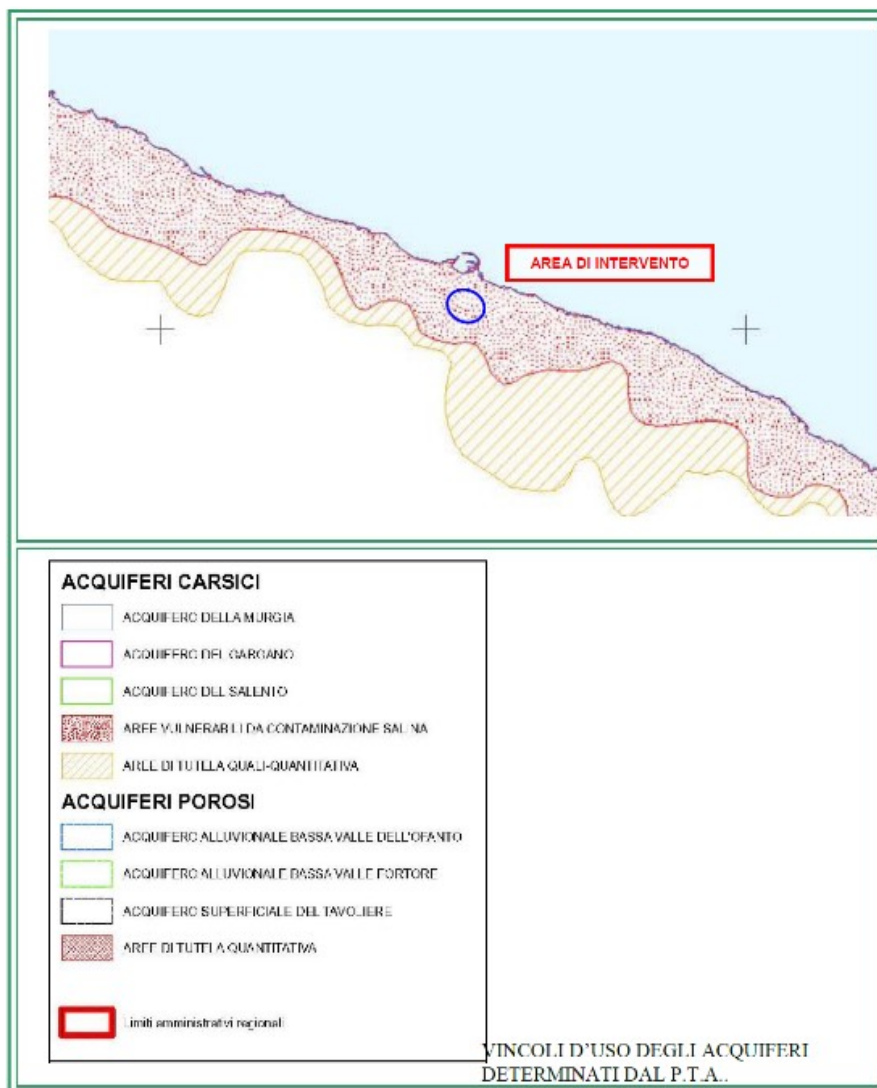 AREA DI INTERVENTO
ACQUIFERI CARSICI
ACQUIFERO DELLA MURGIA
ACQUIFERO DEL GARGANO
ACQUIFERO DEL SALENTO
AREE VULNERABILI DA CONTAMINAZIONE SALINA
AREE DI TUTELA QUALI-QUANTITATIVA
ACQUIFERI POROSI
ACQUIFERO ALLUVIONALE BASSA VALLE DELL'OFANTO
ACQUIFERO ALLUVIONALE BASSA VALLE FORTORE
ACQUIFERO SUPERFICIALE DEL TAVOLIERE
AREE DI TUTELA QUANTITATIVA
Limiti amministrativi regionali
VINCOLI D'USO DEGLI ACQUIFERI
DETERMINATI DAL P.T.A..